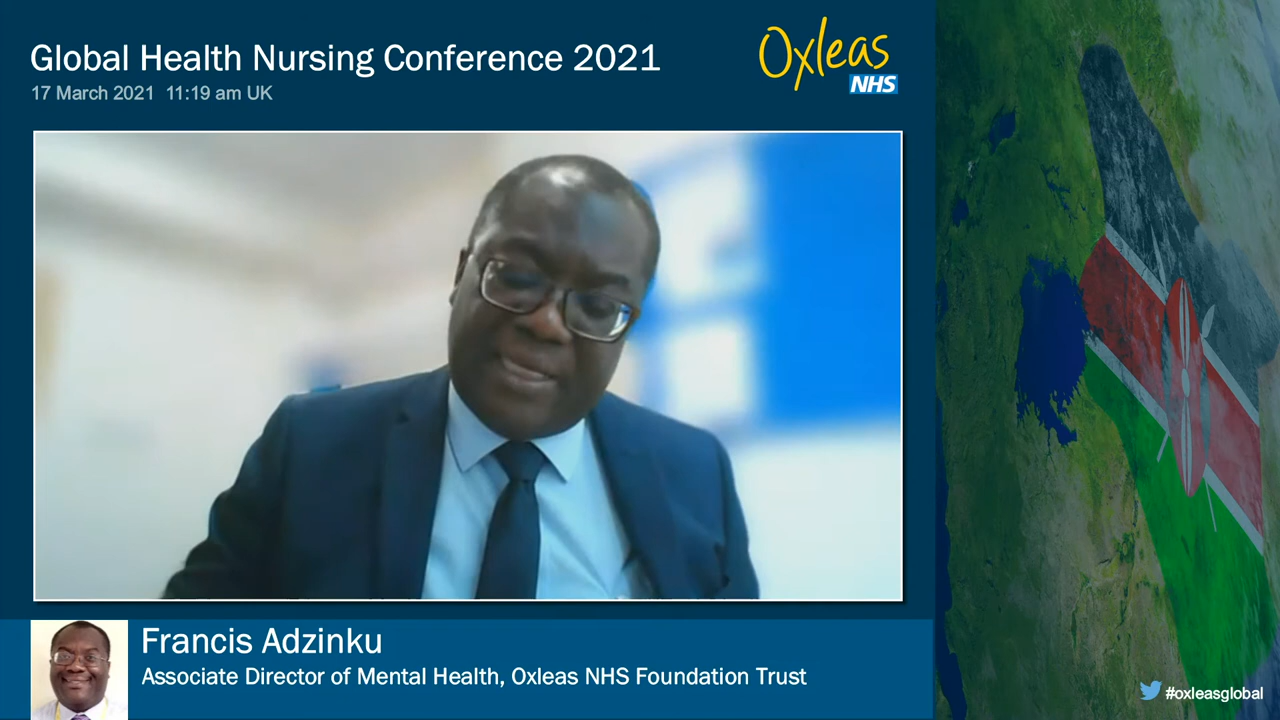 Global Health Nursing Conference 2021
17 March 2021 11:19 am UK
Oxleas
NHS
Francis Adzinku
Associate Director of Mental Health, Oxleas NHS Foundation Trust
#oxleasglobal